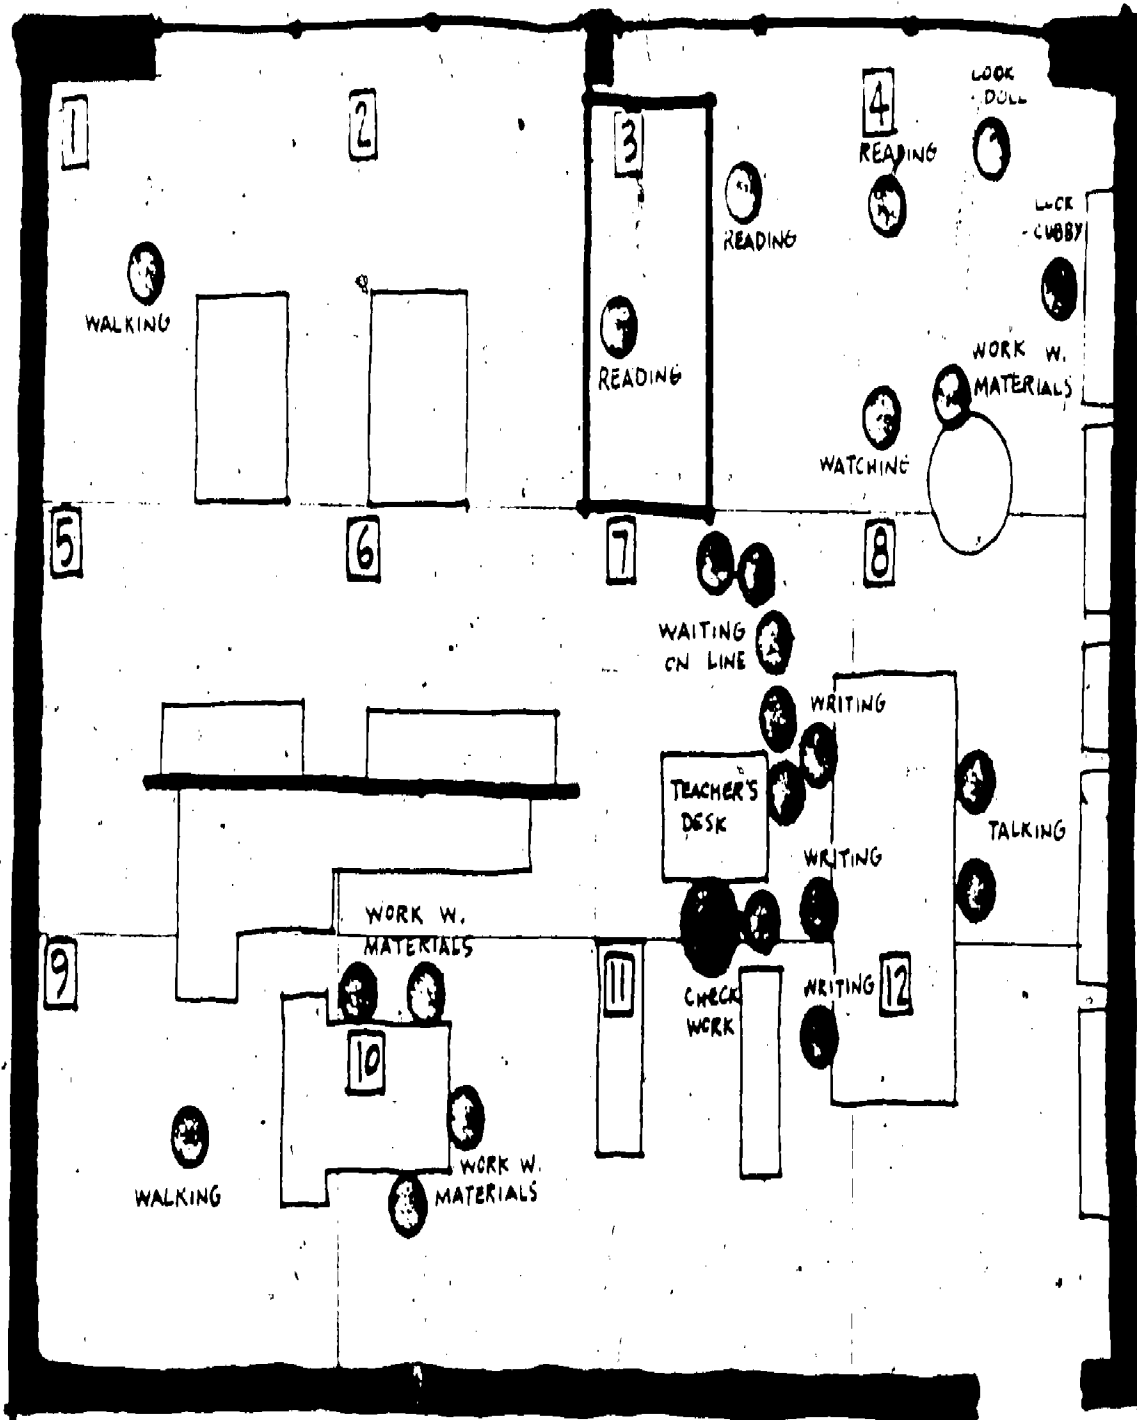 1
2
3
4
LOOK
DOLL
READING
READING
CUBBY
WALKING
READING
WORK W.
MATERIALS
WATCHING
5
6
7
8
WAITING
ON LINE
WRITING
TEACHER'S
DESK
TALKING
WRITING
WORK W.
MATERIALS
9
11
CHECK
WORK
WRITING
12
10
WORK W.
MATERIALS
WALKING